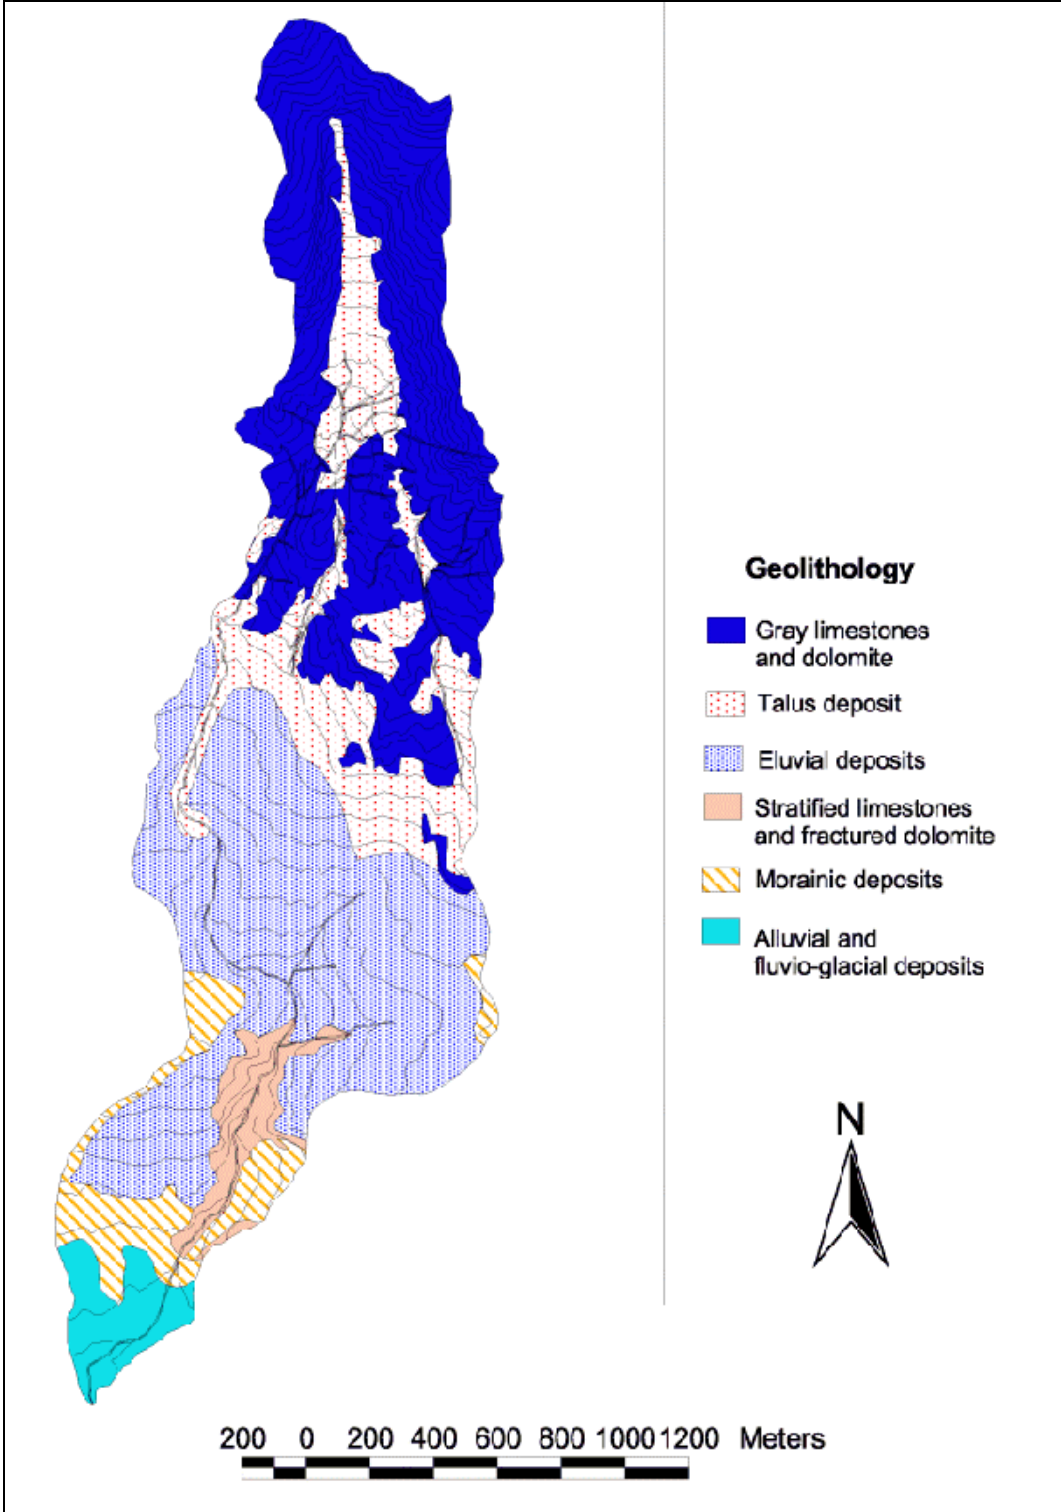 Geolithology
Gray limestones
and dolomite
Talus deposit
Eluvial deposits
Stratified limestones
and fractured dolomite
Morainic deposits
Alluvial and
fluvio-glacial deposits
N
200 0 200 400 600 800 1000 1200 Meters